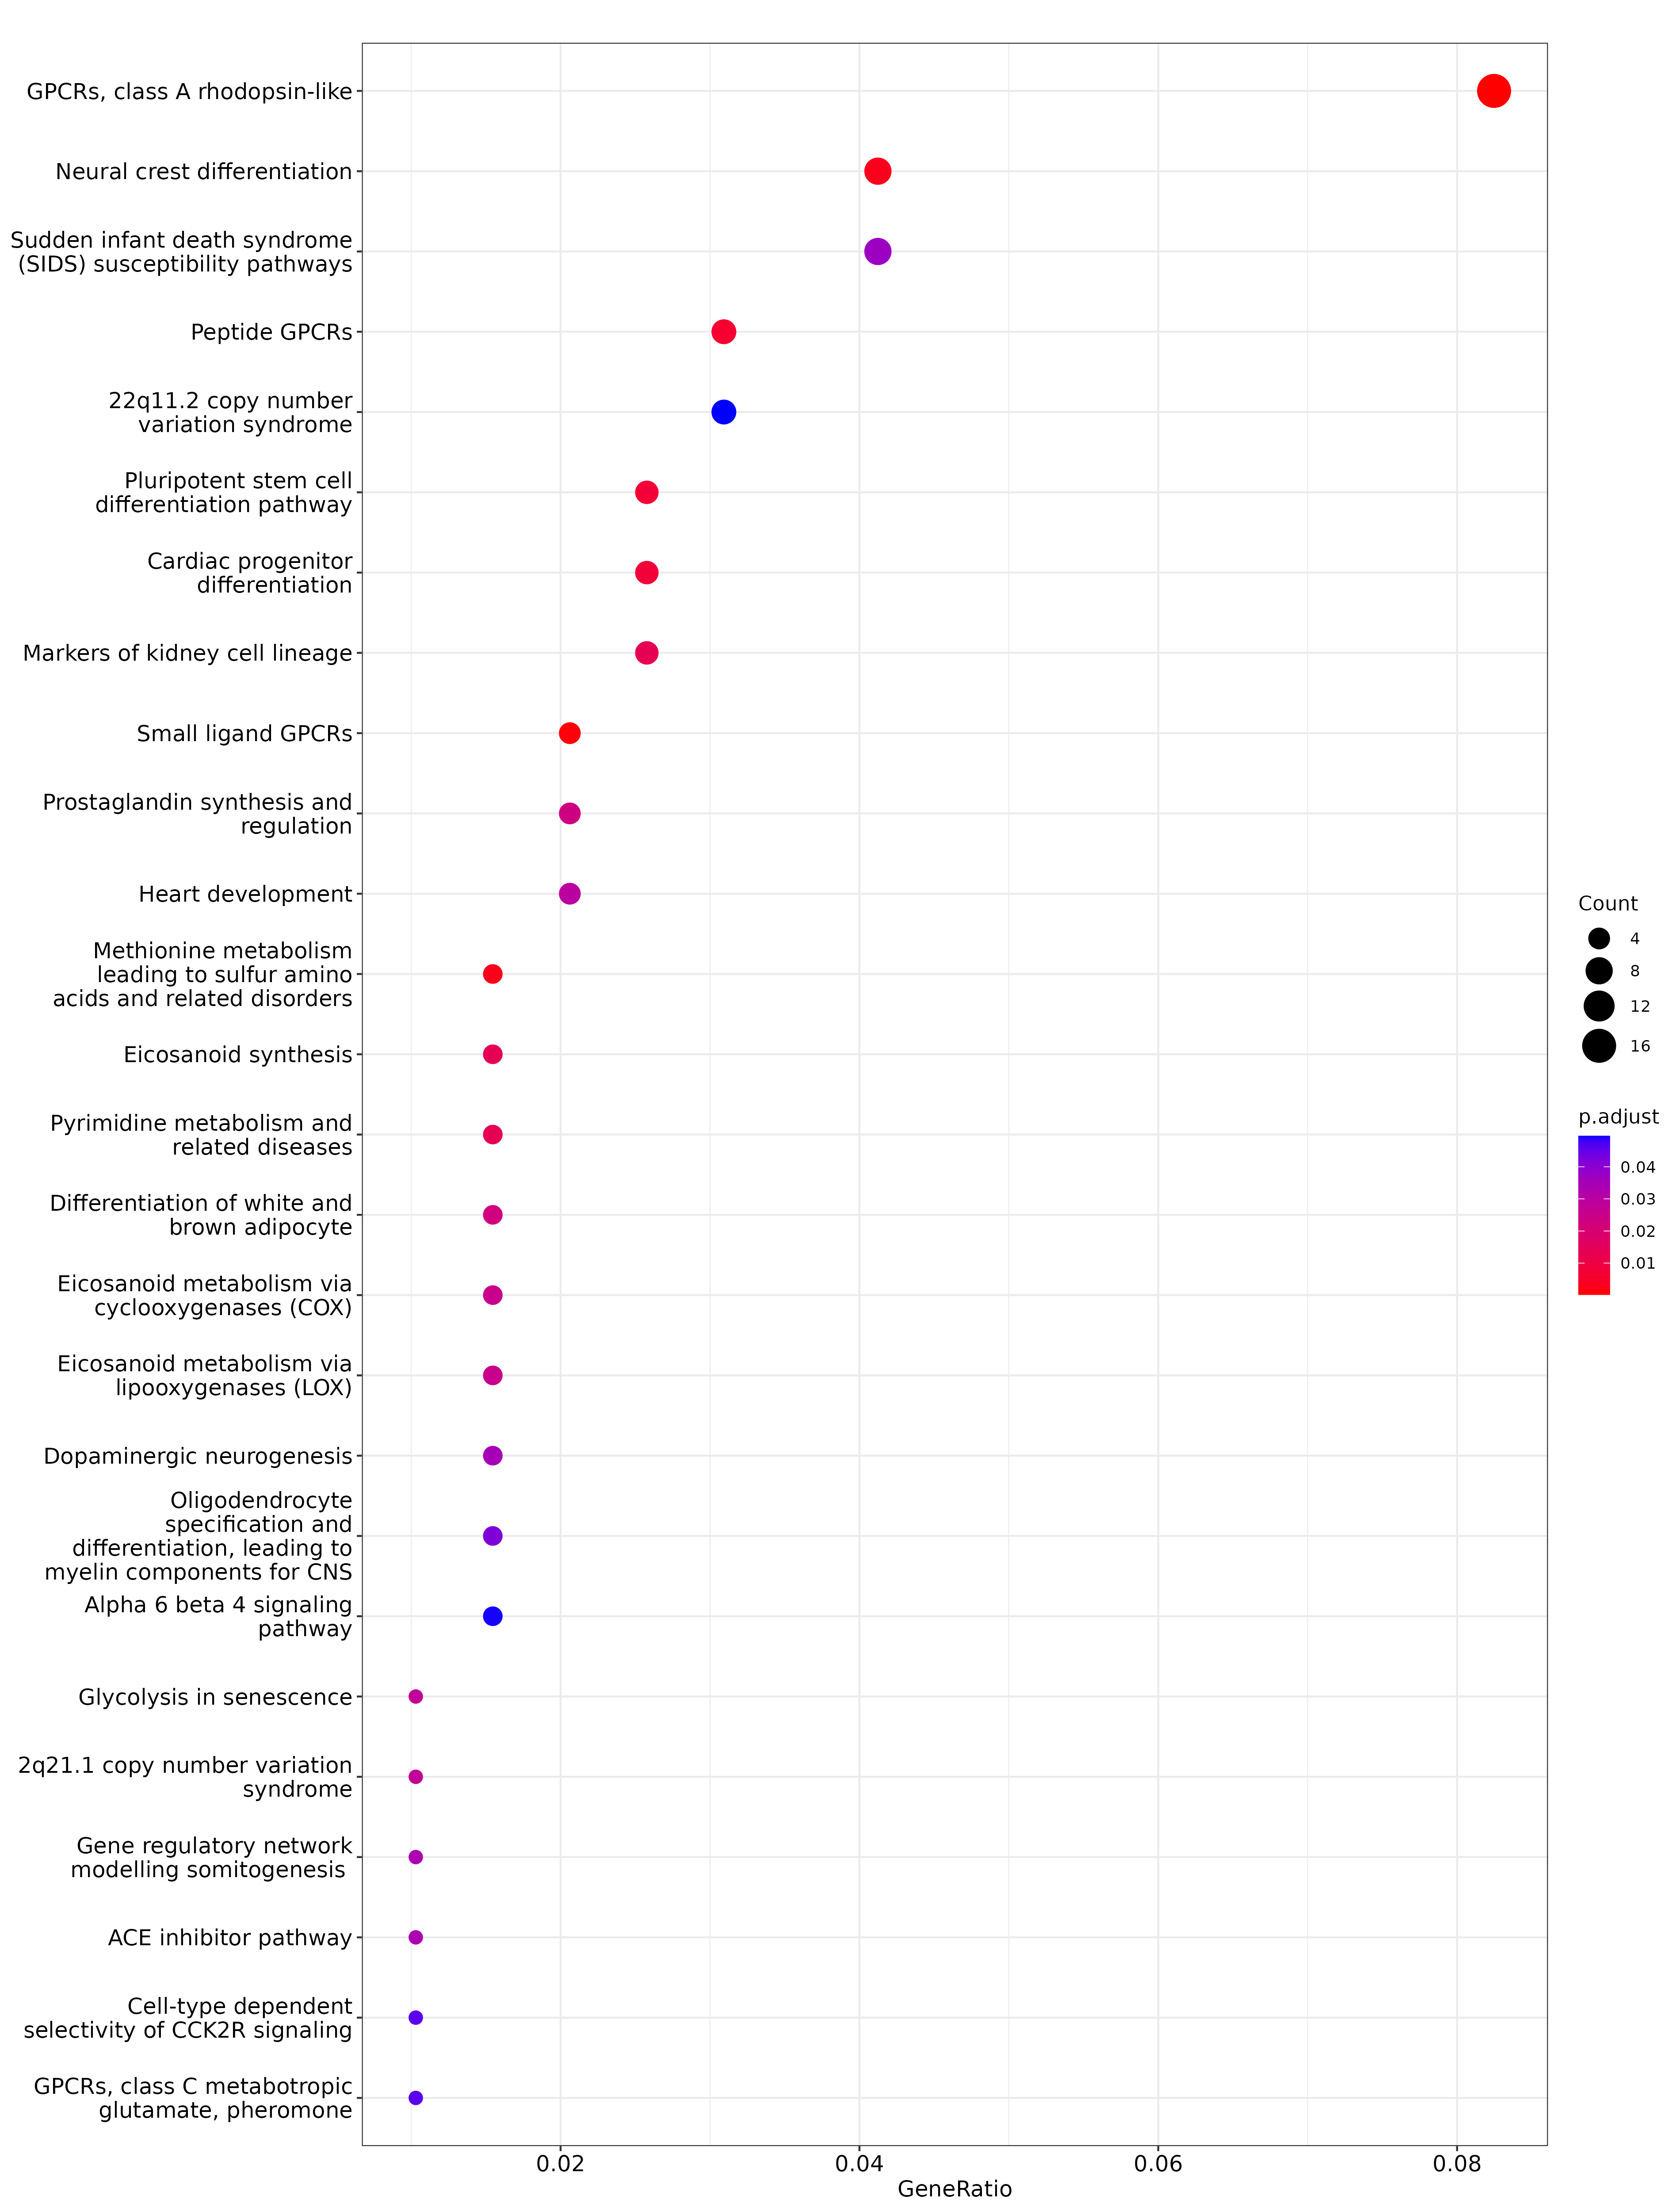 GPCRs, class A rhodopsin-like
Neural crest differentiation
Sudden infant death syndrome
(SIDS) susceptibility pathways
Peptide GPCRs
22q11.2 copy number
variation syndrome
Pluripotent stem cell
differentiation pathway
Cardiac progenitor
differentiation
Markers of kidney cell lineage
Small ligand GPCRs
Prostaglandin synthesis and
regulation
Heart development
Methionine metabolism
leading to sulfur amino
acids and related disorders
Eicosanoid synthesis
Pyrimidine metabolism and
related diseases
Differentiation of white and
brown adipocyte
Eicosanoid metabolism via
cyclooxygenases (COX)
Eicosanoid metabolism via
lipooxygenases (LOX)
Dopaminergic neurogenesis
Oligodendrocyte
specification and
differentiation, leading to
myelin components for CNS
Alpha 6 beta 4 signaling
pathway
Glycolysis in senescence
2q21.1 copy number variation
syndrome
Gene regulatory network
modelling somitogenesis
ACE inhibitor pathway
Cell-type dependent
selectivity of CCK2R signaling
GPCRs, class C metabotropic
glutamate, pheromone
0.02 0.04 0.06 0.08
GeneRatio
Count
4
8
12
16
p.adjust
0.04
0.03
0.02
0.01